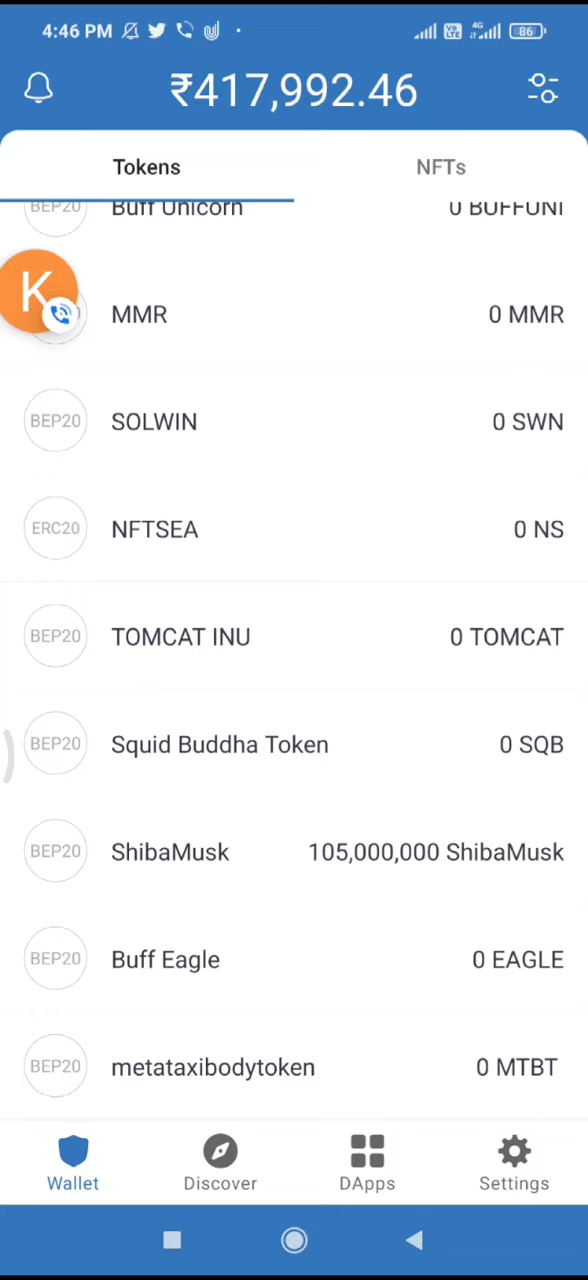 4:46 PM
4G 86
₹417,992.46
Tokens NFTs
BEP20 Buff Unicorn 0 BUFFUNI
K MMR 0 MMR
BEP20 SOLWIN 0 SWN
ERC20 NFTSEA 0 NS
BEP20 TOMCAT INU 0 TOMCAT
BEP20 Squid Buddha Token 0 SQB
BEP20 ShibaMusk 105,000,000 ShibaMusk
BEP20 Buff Eagle 0 EAGLE
BEP20 metataxibodytoken 0 MTBT
Wallet Discover DApps Settings